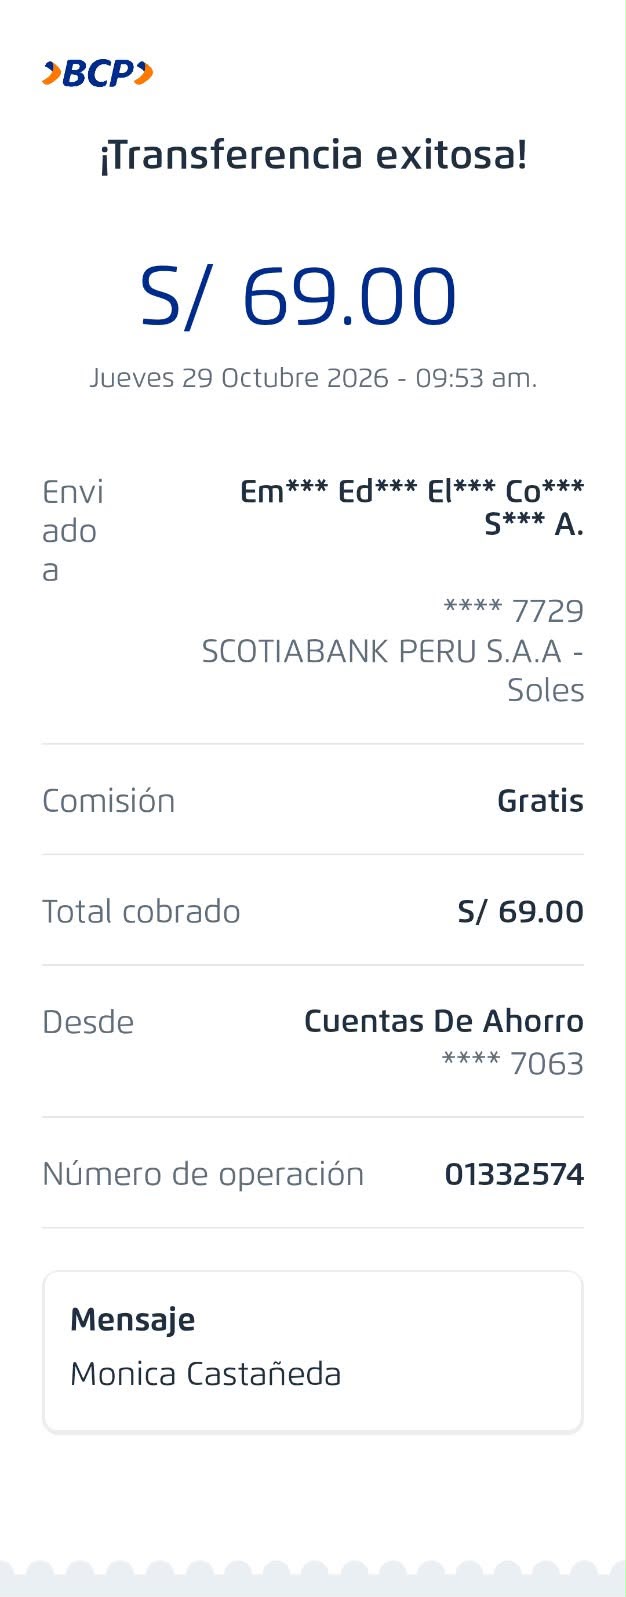 BCP
¡Transferencia exitosa!
S/ 69.00
Jueves 29 Octubre 2026 - 09:53 am.
Envi
ado
a
Em*** Ed*** El*** Co***
S*** A.
**** 7729
SCOTIABANK PERU S.A.A -
Soles
Comisión Gratis
Total cobrado S/ 69.00
Desde Cuentas De Ahorro
**** 7063
Número de operación 01332574
Mensaje
Monica Castañeda